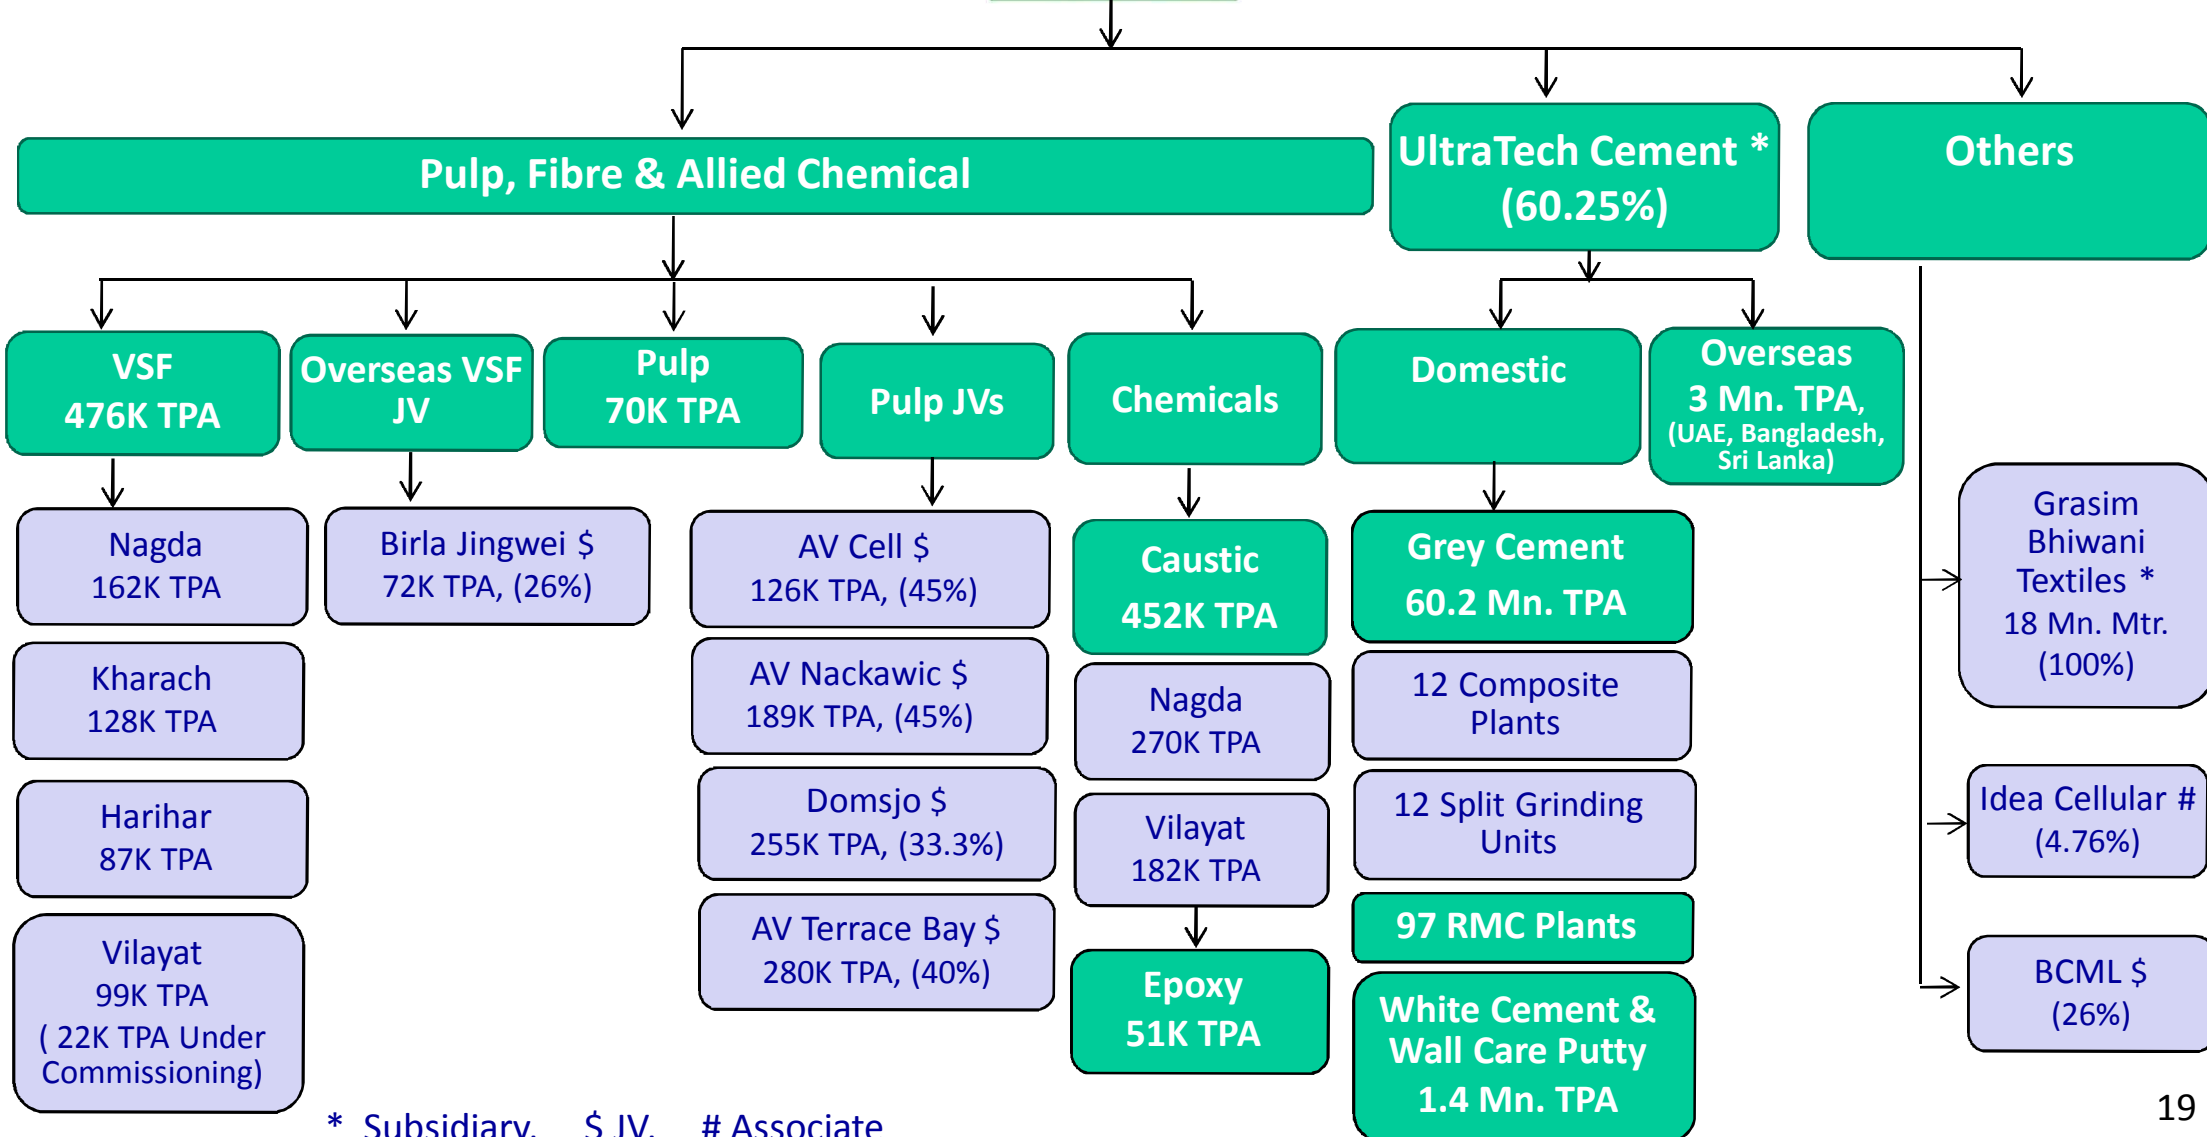 Pulp, Fibre & Allied Chemical
UltraTech Cement *
(60.25%)
Others
VSF
476K TPA
Overseas VSF
JV
Pulp
70K TPA
Pulp JVs
Chemicals
Domestic
Overseas
3 Mn. TPA,
(UAE, Bangladesh,
Sri Lanka)
Nagda
162K TPA
Kharach
128K TPA
Harihar
87K TPA
Vilayat
99K TPA
( 22K TPA Under
Commissioning)
Birla Jingwei $
72K TPA, (26%)
AV Cell $
126K TPA, (45%)
AV Nackawic $
189K TPA, (45%)
Domsjo $
255K TPA, (33.3%)
AV Terrace Bay $
280K TPA, (40%)
Caustic
452K TPA
Nagda
270K TPA
Vilayat
182K TPA
Epoxy
51K TPA
Grey Cement
60.2 Mn. TPA
12 Composite
Plants
12 Split Grinding
Units
97 RMC Plants
White Cement &
Wall Care Putty
1.4 Mn. TPA
Grasim
Bhiwani
Textiles *
18 Mn. Mtr.
(100%)
Idea Cellular #
(4.76%)
BCML $
(26%)
* Subsidiary, $ JV, # Associate
19